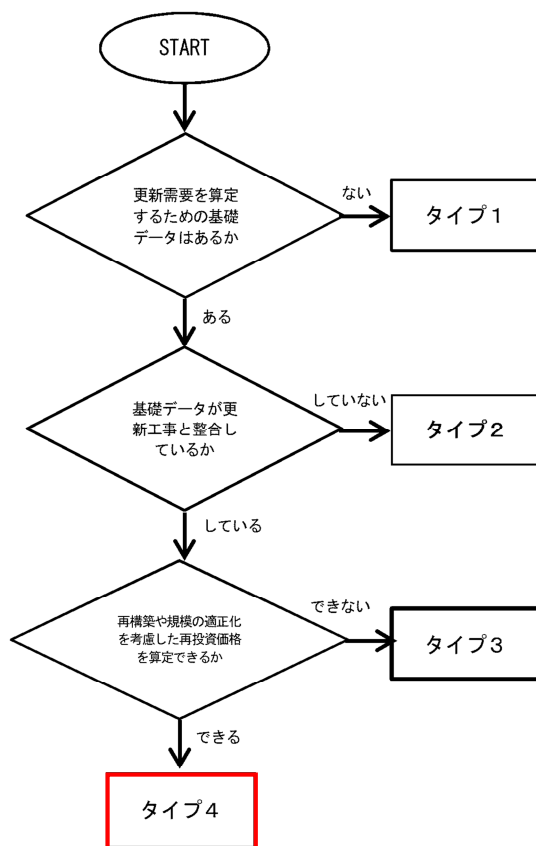 START
更新需要を算定
するための基礎
データはあるか
ない
タイプ１
ある
基礎データが更
新工事と整合し
ているか
していない
タイプ２
している
再構築や規模の適正化
を考慮した再投資価格
を算定できるか
できない
タイプ３
できる
タイプ４